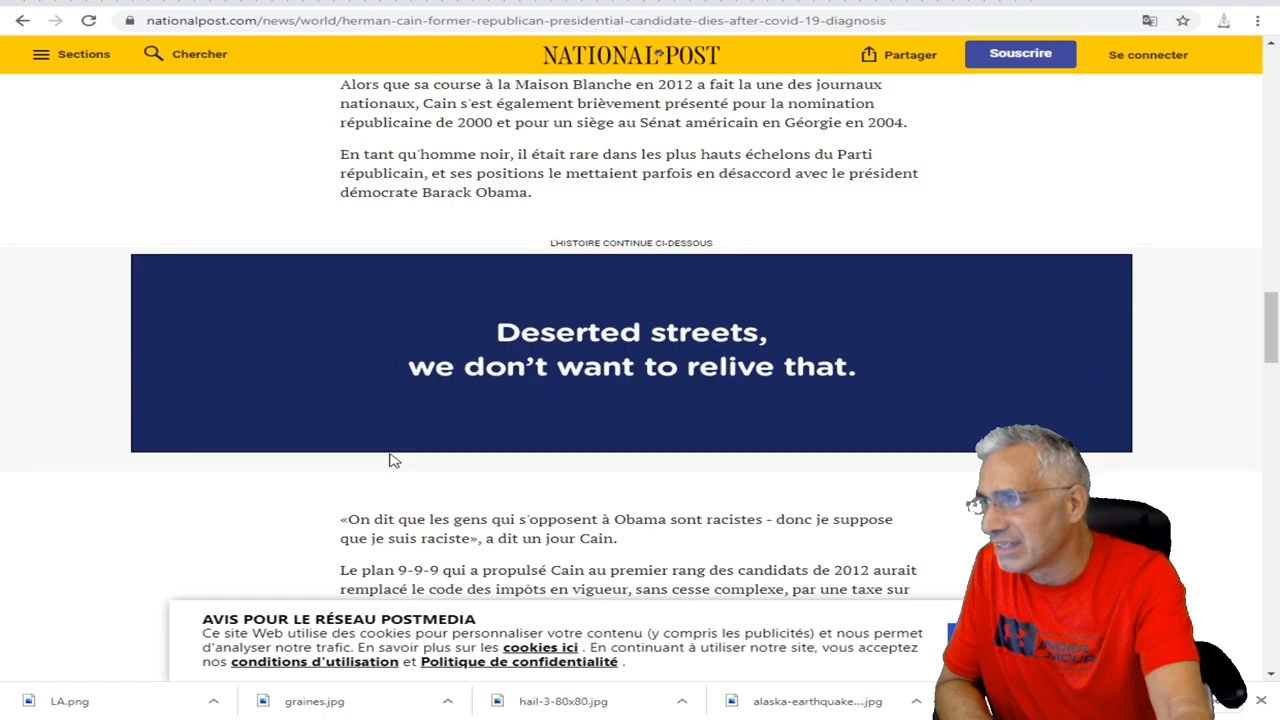 nationalpost.com/news/world/herman-cain-former-republican-presidential-candidate-dies-after-covid-19-diagnosis
Sections
Chercher
NATIONAL POST
Partager
Souscrire
Se connecter
Alors que sa course à la Maison Blanche en 2012 a fait la une des journaux
nationaux, Cain s'est également brièvement présenté pour la nomination
républicaine de 2000 et pour un siège au Sénat américain en Géorgie en 2004.
En tant qu'homme noir, il était rare dans les plus hauts échelons du Parti
républicain, et ses positions le mettaient parfois en désaccord avec le président
démocrate Barack Obama.
L'HISTOIRE CONTINUE CI-DESSOUS
Deserted streets,
we don't want to relive that.
«On dit que les gens qui s'opposent à Obama sont racistes - donc je suppose
que je suis raciste», a dit un jour Cain.
Le plan 9-9-9 qui a propulsé Cain au premier rang des candidats de 2012 aurait
remplacé le code des impôts en vigueur, sans cesse complexe, par une taxe sur
AVIS POUR LE RÉSEAU POSTMEDIA
Ce site Web utilise des cookies pour personnaliser votre contenu (y compris les publicités) et nous permet
d'analyser notre trafic. En savoir plus sur les cookies ici . En continuant à utiliser notre site, vous acceptez
nos conditions d'utilisation et Politique de confidentialité .
UNDER
ARMOUR
LA.png
graines.jpg
hail-3-80x80.jpg
alaska-earthquake....jpg